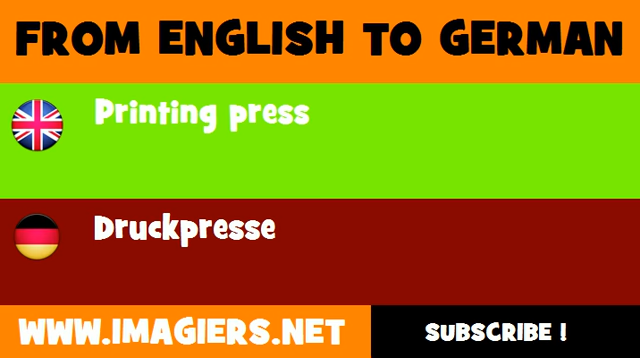 FROM ENGLISH TO GERMAN
Printing press
Druckpresse
WWW.IMAGIERS.NET
SUBSCRIBE !